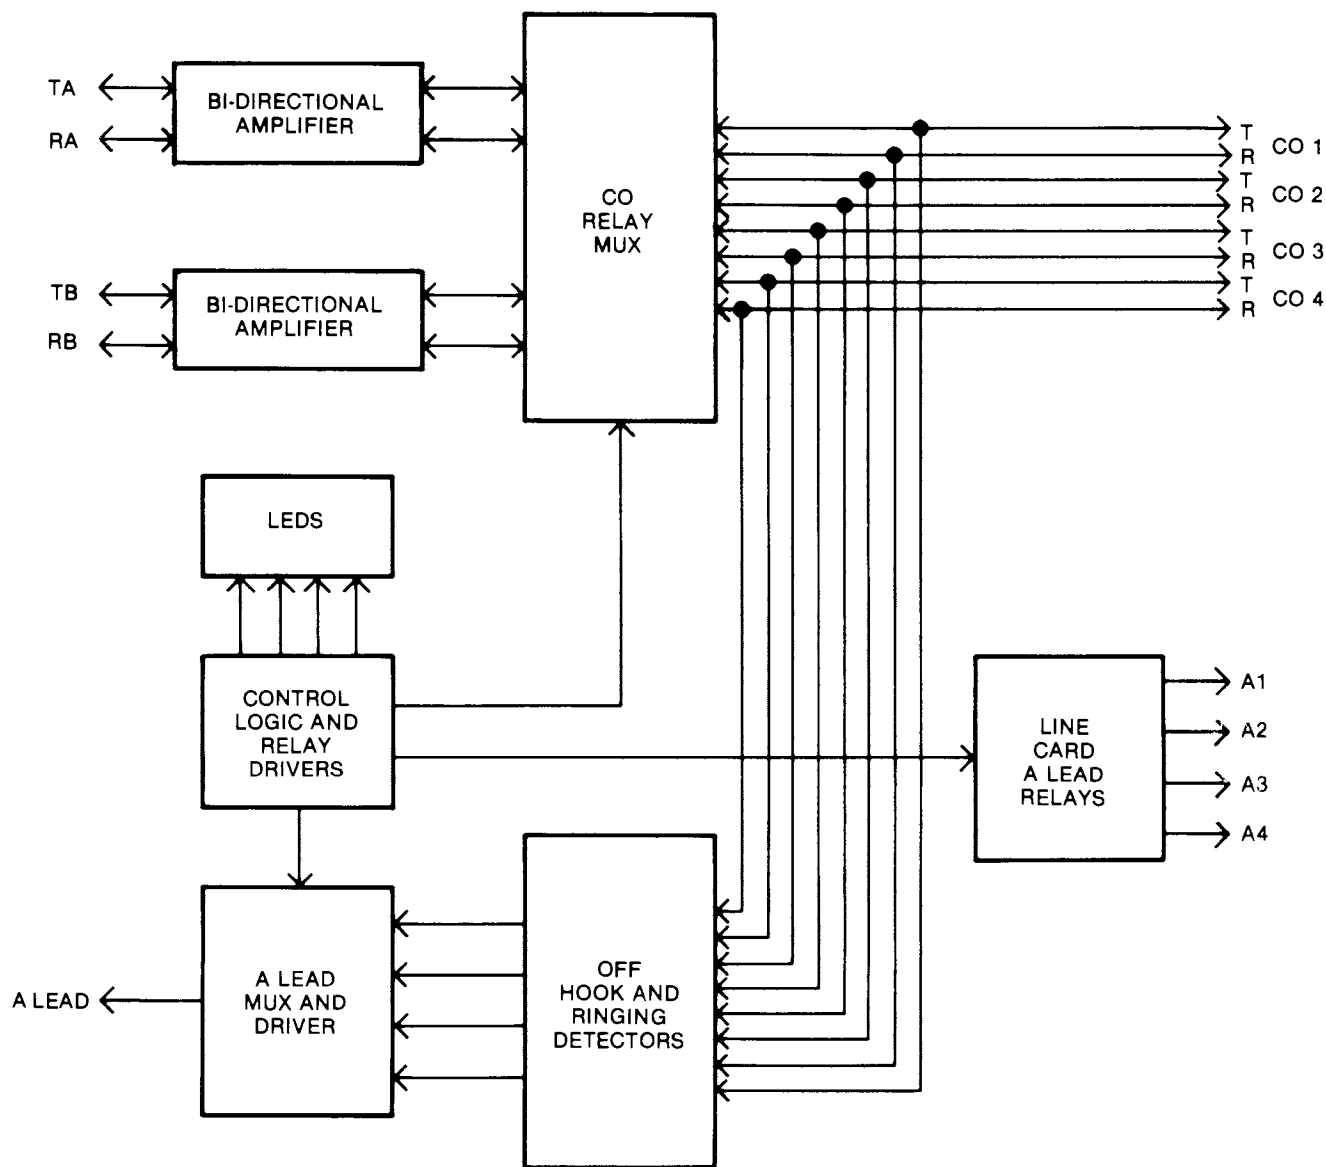 TA
RA
BI-DIRECTIONAL
AMPLIFIER
TB
RB
BI-DIRECTIONAL
AMPLIFIER
CO
RELAY
MUX
T
R
CO 1
T
R
CO 2
T
R
CO 3
T
R
CO 4
LEDS
CONTROL
LOGIC AND
RELAY
DRIVERS
LINE
CARD
A LEAD
RELAYS
A1
A2
A3
A4
A LEAD
A LEAD
MUX AND
DRIVER
OFF
HOOK AND
RINGING
DETECTORS